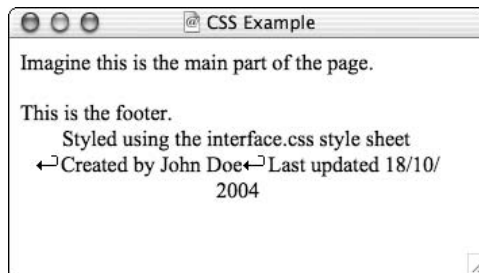 CSS Example
Imagine this is the main part of the page.
This is the footer.
Styled using the interface.css style sheet
↵Created by John Doe↵Last updated 18/10/
2004